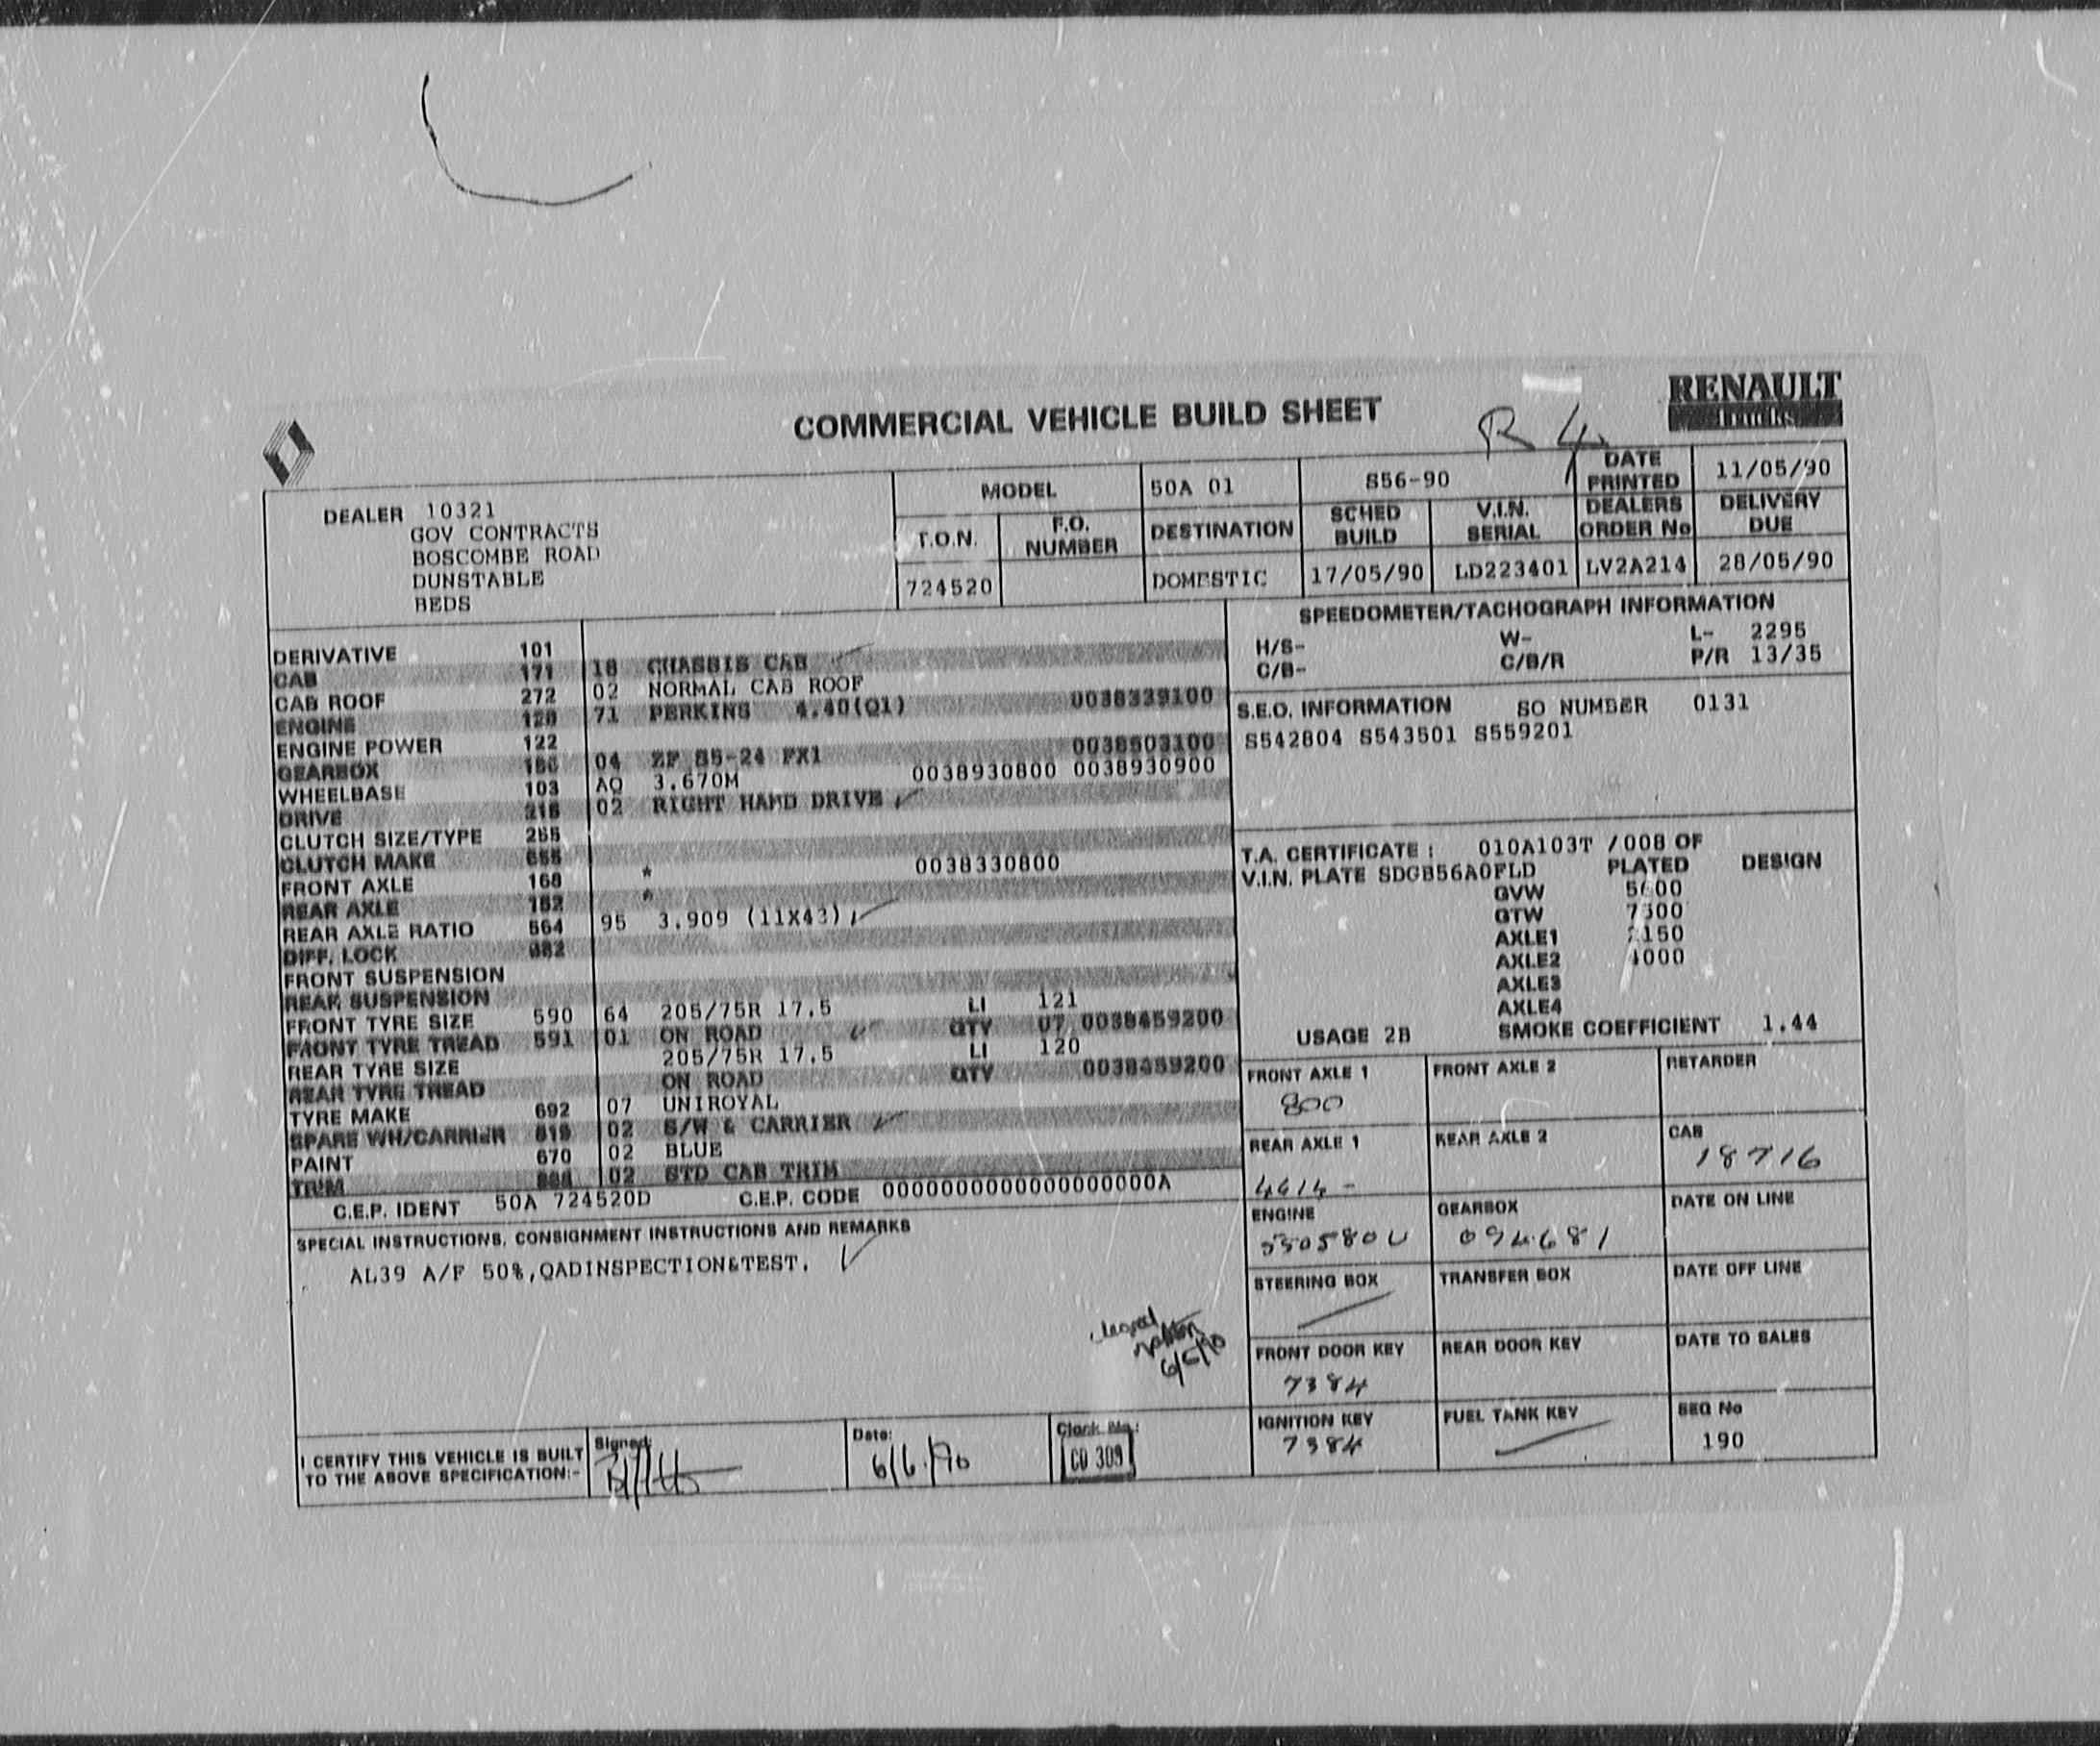 COMMERCIAL VEHICLE BUILD SHEET
R 4
RENAULT
trucks
DEALER 10321
GOV CONTRACTS
BOSCOMBE ROAD
DUNSTABLE
BEDS
MODEL 50A 01 S56-90 DATE PRINTED 11/05/90
T.O.N. F.O. NUMBER DESTINATION SCHED BUILD V.I.N. SERIAL DEALERS ORDER No DELIVERY DUE
724520 DOMESTIC 17/05/90 LD223401 LV2A214 28/05/90
DERIVATIVE 101
CAB 171 18 CHASSIS CAB
CAB ROOF 272 02 NORMAL CAB ROOF
ENGINE 71 PERKINS 4.40(Q1) 0038339100
ENGINE POWER 122
GEARBOX 04 ZF S5-24 FX1 0038503100
WHEELBASE 103 AQ 3.670M 0038930800 0038930900
DRIVE 02 RIGHT HAND DRIVE
CLUTCH SIZE/TYPE 255
CLUTCH MAKE
FRONT AXLE 168 * 0038330800
REAR AXLE *
REAR AXLE RATIO 564 95 3.909 (11X43)
DIFF. LOCK
FRONT SUSPENSION
REAR SUSPENSION
FRONT TYRE SIZE 590 64 205/75R 17.5 LI 121
FRONT TYRE TREAD 591 01 ON ROAD QTY 07 0038459200
REAR TYRE SIZE 205/75R 17.5 LI 120
REAR TYRE TREAD ON ROAD QTY 0038459200
TYRE MAKE 692 07 UNIROYAL
SPARE WH/CARRIER 02 S/W & CARRIER
PAINT 670 02 BLUE
TRIM 02 STD CAB TRIM
C.E.P. IDENT 50A 724520D C.E.P. CODE 0000000000000000000A
SPECIAL INSTRUCTIONS, CONSIGNMENT INSTRUCTIONS AND REMARKS
AL39 A/F 50%,QADINSPECTION&TEST.
6/6/90
I CERTIFY THIS VEHICLE IS BUILT
TO THE ABOVE SPECIFICATION:-
Signed:
Date: 6/6/90
Clock No.: CO 309
SPEEDOMETER/TACHOGRAPH INFORMATION
H/S- W- L- 2295
C/B- C/B/R P/R 13/35
S.E.O. INFORMATION SO NUMBER 0131
S542804 S543501 S559201
T.A. CERTIFICATE : 010A103T /008 OF
V.I.N. PLATE SDGB56A0FLD PLATED DESIGN
GVW 5600
GTW
AXLE1
AXLE2
AXLE3
AXLE4
USAGE 2B SMOKE COEFFICIENT 1.44
FRONT AXLE 1 FRONT AXLE 2 RETARDER
800
REAR AXLE 1 REAR AXLE 2 CAB
4614 - 18716
ENGINE GEARBOX DATE ON LINE
094681
STEERING BOX TRANSFER BOX DATE OFF LINE
FRONT DOOR KEY REAR DOOR KEY DATE TO SALES
7384
IGNITION KEY FUEL TANK KEY SEQ No
7384 190